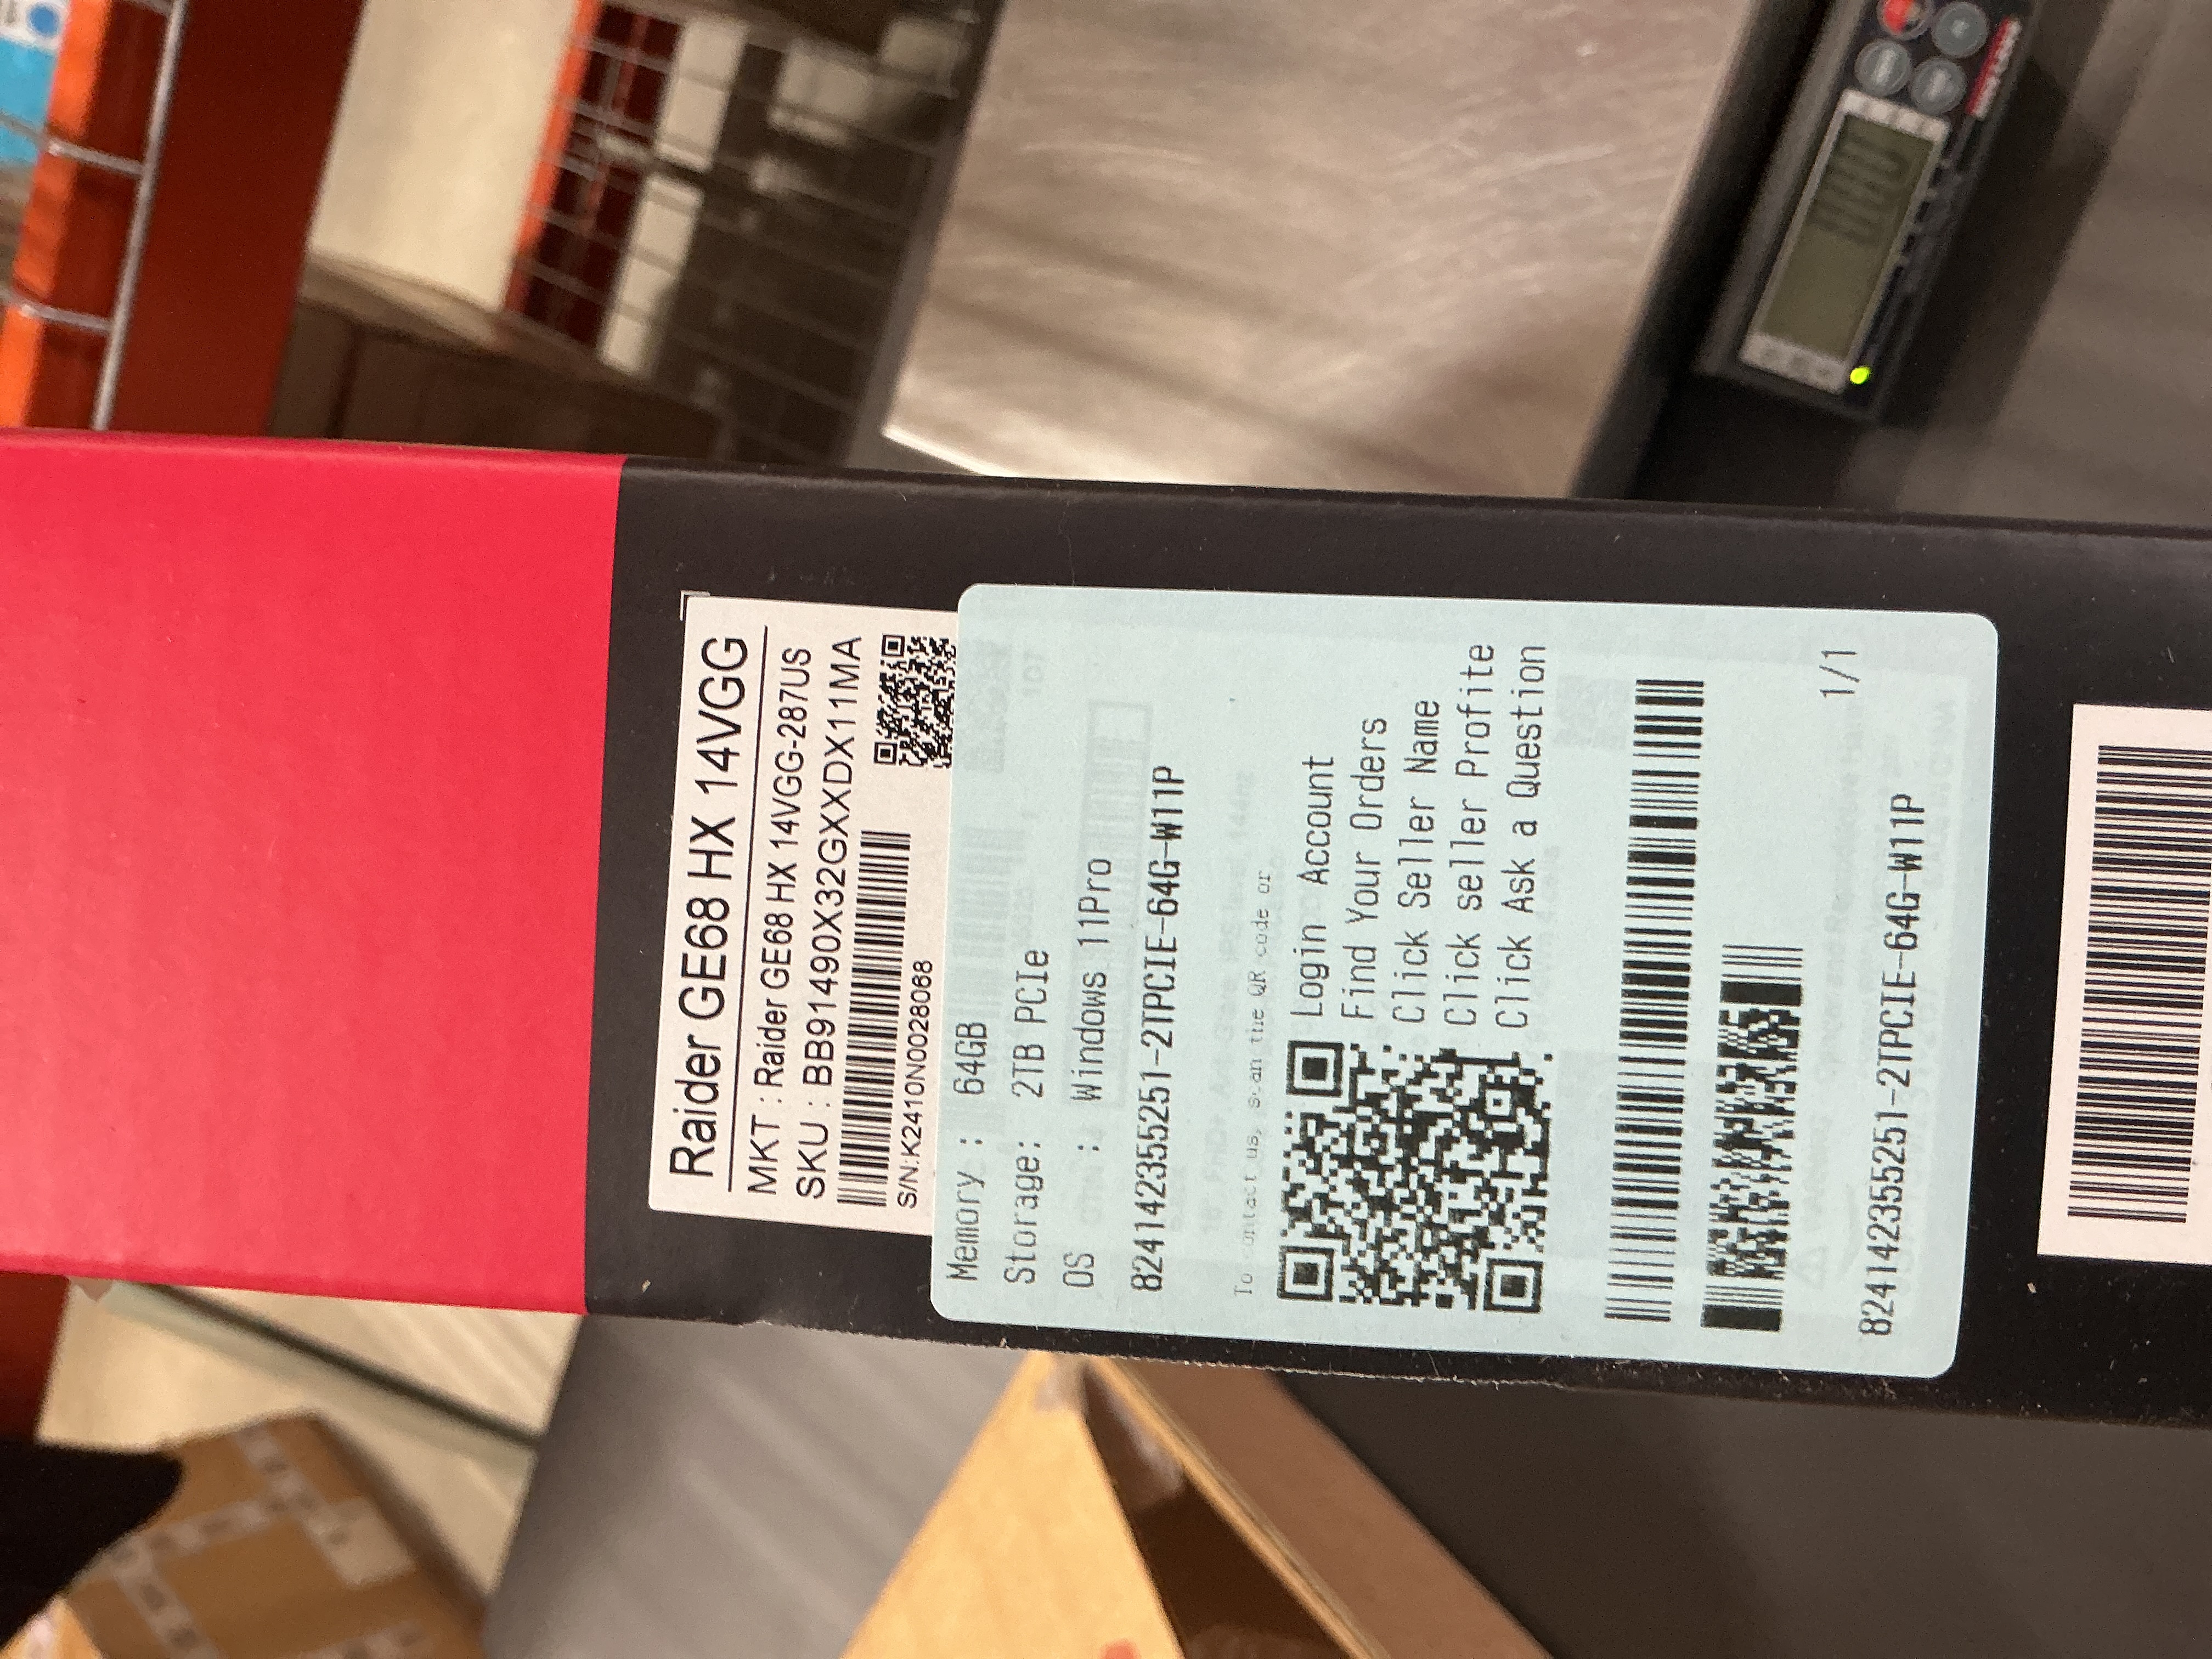 Raider GE68 HX 14VGG
MKT : Raider GE68 HX 14VGG-287US
SKU : BB91490X32GXXDX11MA
S/N:K2410N0028088
Memory : 64GB
Storage: 2TB PCIe
OS : Windows 11Pro
824142355251-2TPCIE-64G-W11P
To contact us, scan the QR code or
Login Account
Find Your Orders
Click Seller Name
Click seller Profite
Click Ask a Question
1/1
824142355251-2TPCIE-64G-W11P